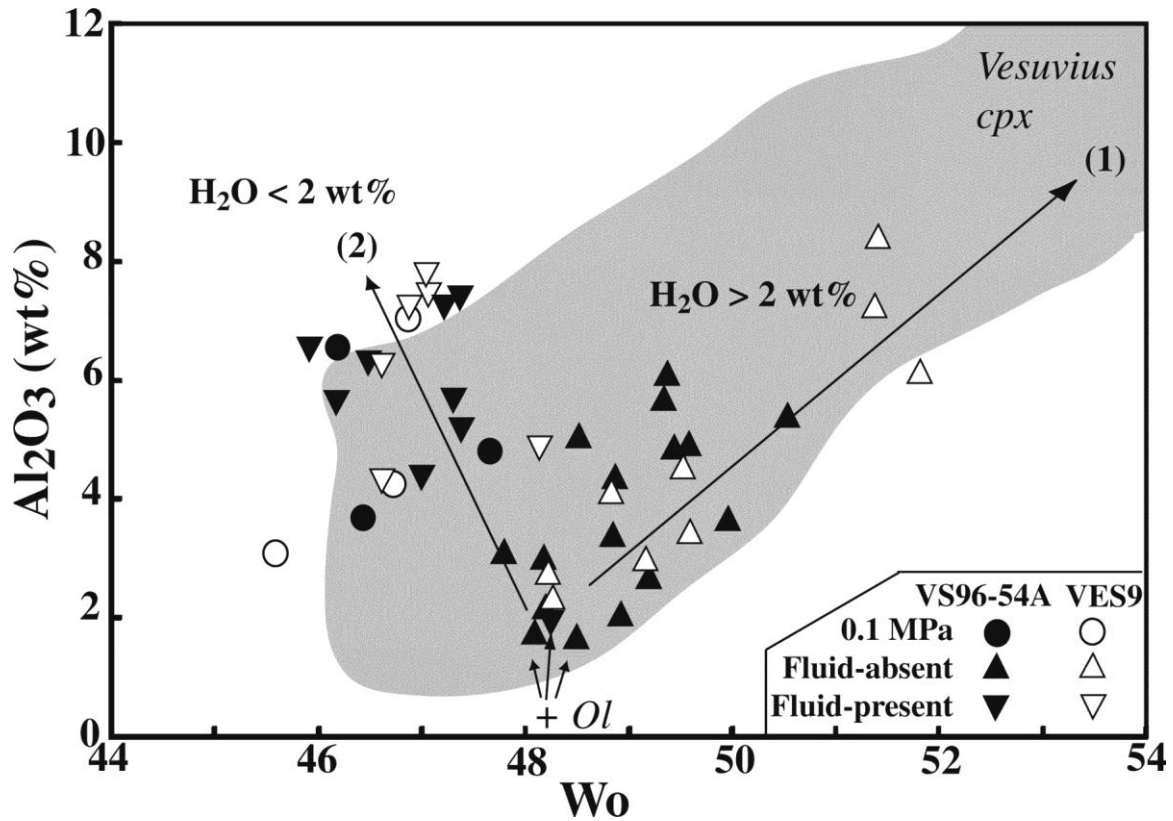 12
10
8
6
4
2
0
Al₂O₃ (wt%)
44
46
48
50
52
54
Wo
Vesuvius
cpx
(1)
H₂O < 2 wt%
(2)
H₂O > 2 wt%
+ Ol
VS96-54A VES9
0.1 MPa
Fluid-absent
Fluid-present